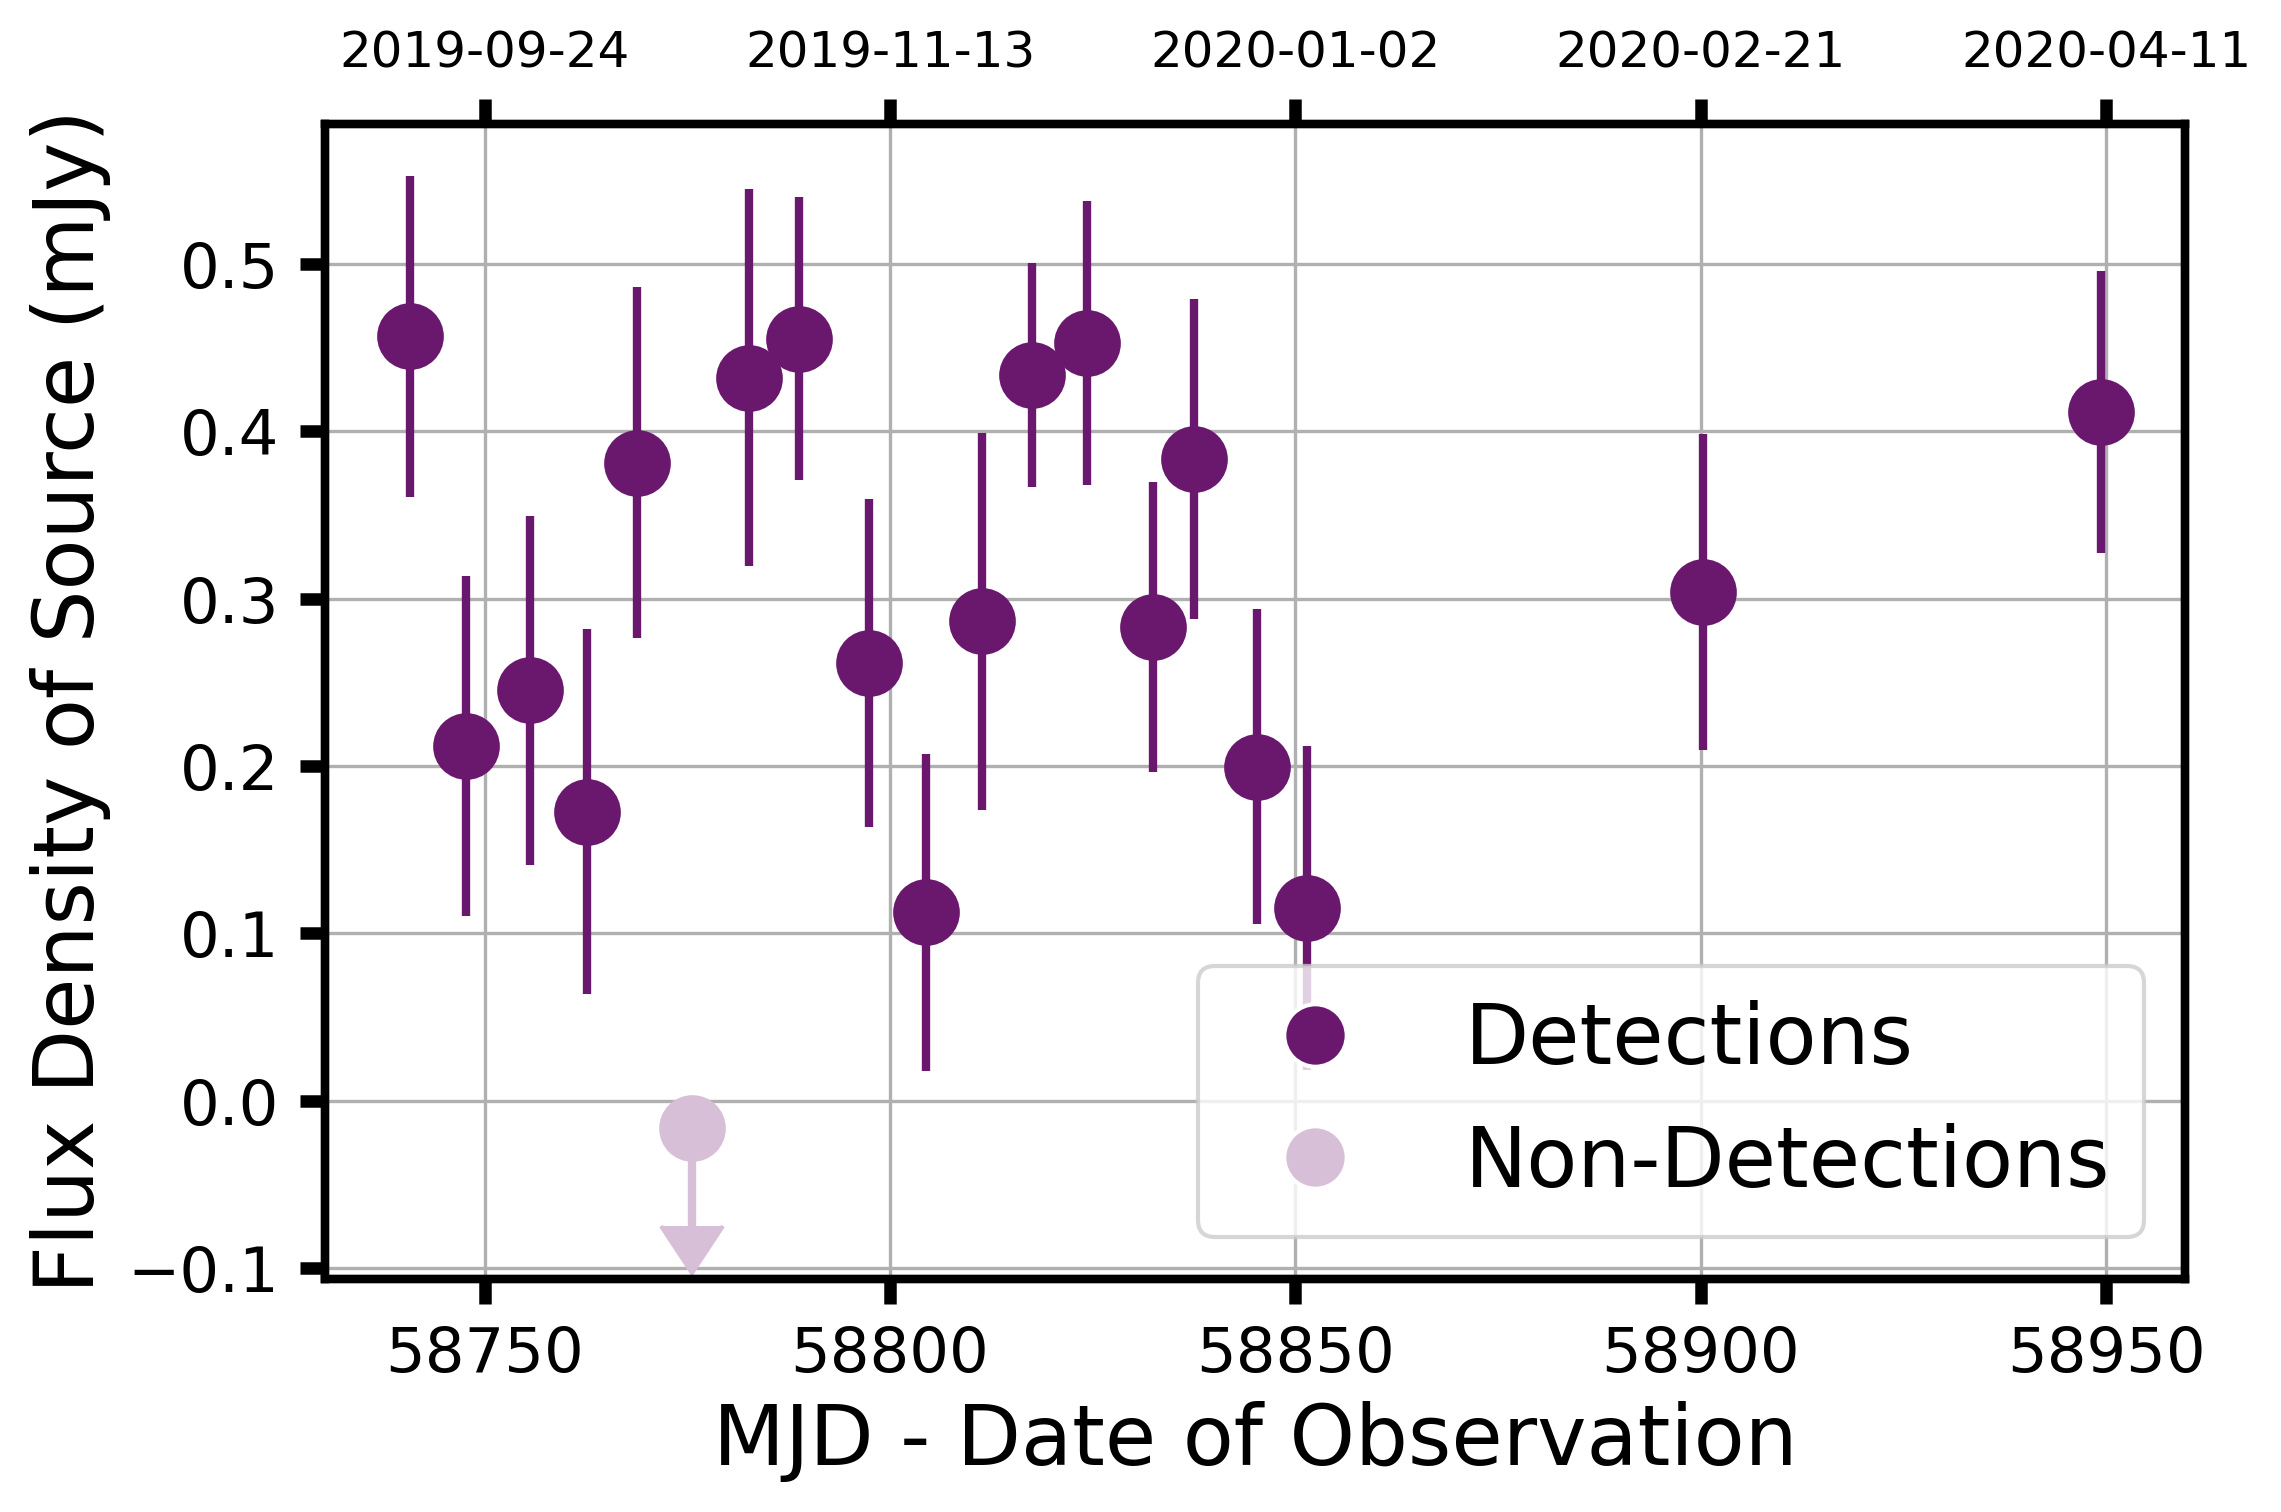 2019-09-24 2019-11-13 2020-01-02 2020-02-21 2020-04-11
Flux Density of Source (mJy)
0.5
0.4
0.3
0.2
0.1
0.0
−0.1
Detections
Non-Detections
58750 58800 58850 58900 58950
MJD - Date of Observation